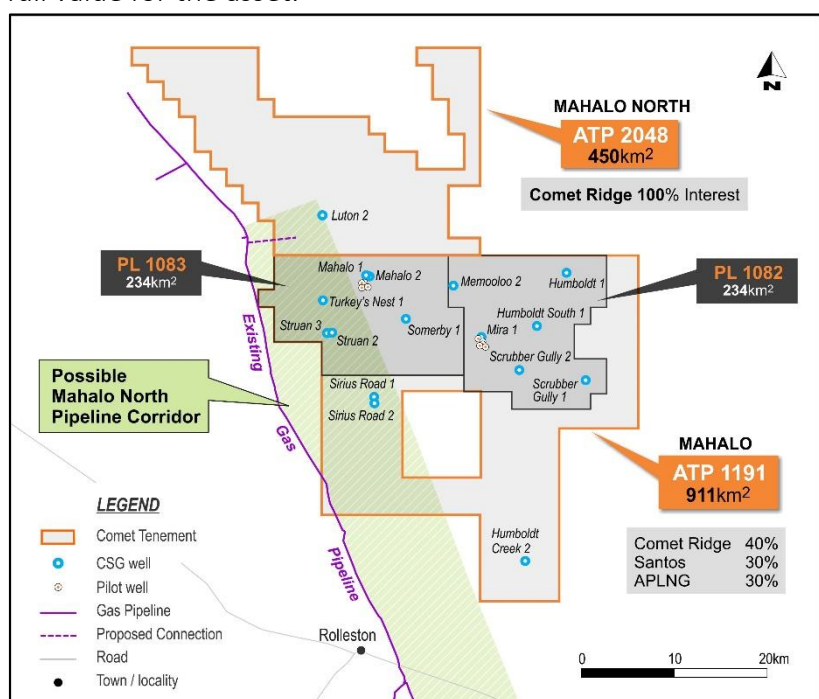 full value for the asset.
N
MAHALO NORTH
ATP 2048
450km2
Comet Ridge 100% Interest
Luton 2
PL 1083
234km2
Mahalo 1
Mahalo 2
Memooloo 2
Humboldt 1
PL 1082
234km2
Turkey's Nest 1
Struan 3
Struan 2
Somerby 1
Humboldt South 1
Mira 1
Scrubber Gully 2
Scrubber
Gully 1
Existing
Gas
Pipeline
Possible
Mahalo North
Pipeline Corridor
Sirius Road 1
Sirius Road 2
MAHALO
ATP 1191
911km2
Comet Ridge 40%
Santos 30%
APLNG 30%
Humboldt
Creek 2
LEGEND
Comet Tenement
CSG well
Pilot well
Gas Pipeline
Proposed Connection
Road
Town / locality
Rolleston
0 10 20km